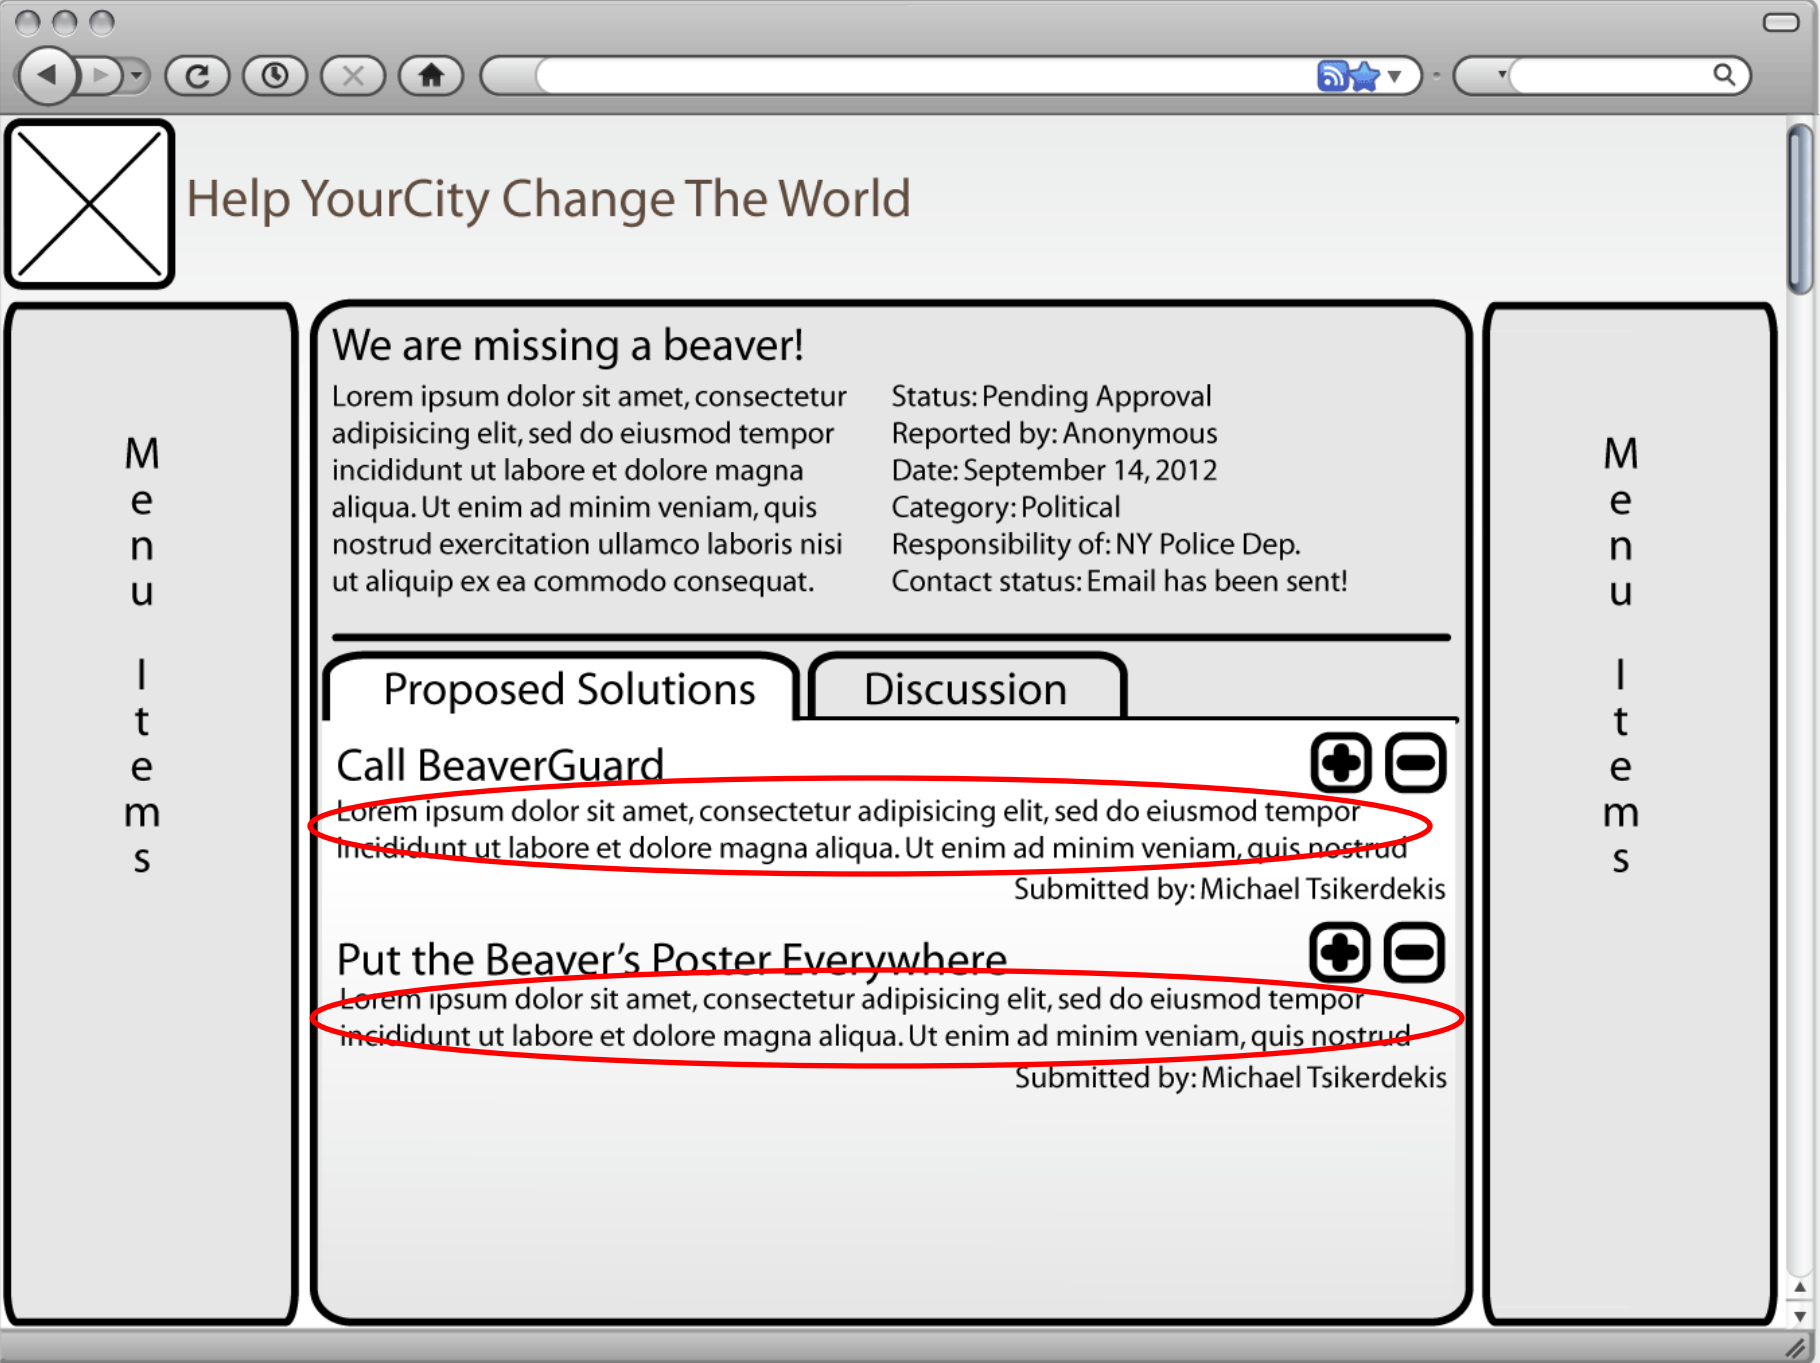 Help YourCity Change The World
M
e
n
u
I
t
e
m
s
We are missing a beaver!
Lorem ipsum dolor sit amet, consectetur
adipisicing elit, sed do eiusmod tempor
incididunt ut labore et dolore magna
aliqua. Ut enim ad minim veniam, quis
nostrud exercitation ullamco laboris nisi
ut aliquip ex ea commodo consequat.
Status: Pending Approval
Reported by: Anonymous
Date: September 14, 2012
Category: Political
Responsibility of: NY Police Dep.
Contact status: Email has been sent!
Proposed Solutions
Discussion
Call BeaverGuard
Lorem ipsum dolor sit amet, consectetur adipisicing elit, sed do eiusmod tempor
incididunt ut labore et dolore magna aliqua. Ut enim ad minim veniam, quis nostrud
Submitted by: Michael Tsikerdekis
Put the Beaver’s Poster Everywhere
Lorem ipsum dolor sit amet, consectetur adipisicing elit, sed do eiusmod tempor
incididunt ut labore et dolore magna aliqua. Ut enim ad minim veniam, quis nostrud
Submitted by: Michael Tsikerdekis
M
e
n
u
I
t
e
m
s